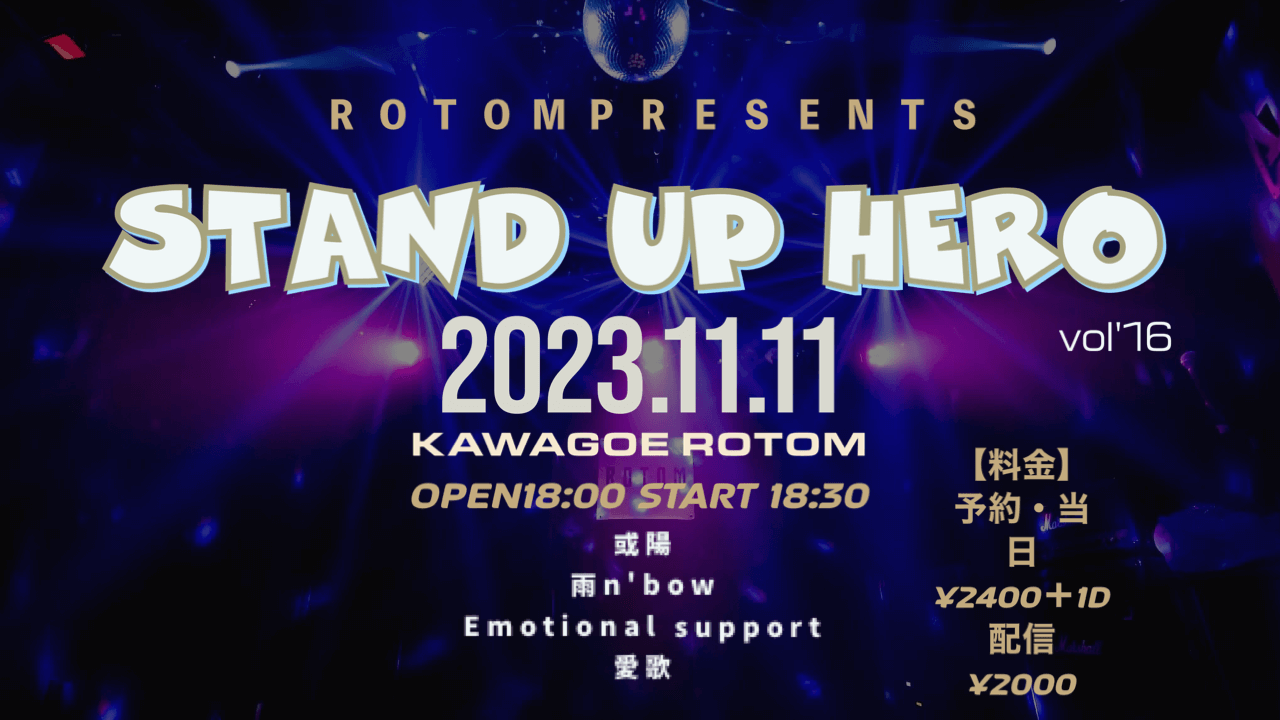 ROTOMPRESENTS
STAND UP HERO
vol'16
2023.11.11
KAWAGOE ROTOM
ROTOM
OPEN18:00 START 18:30
或陽
雨n'bow
Emotional support
愛歌
【料金】
予約・当
日
¥2400＋1D
配信
¥2000